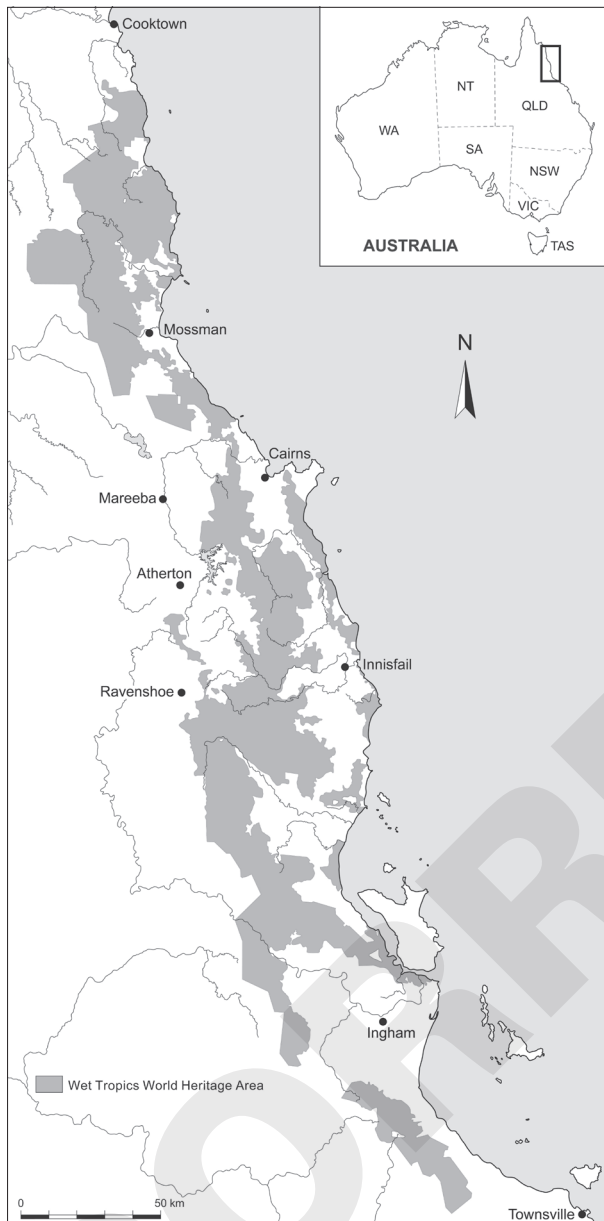 Cooktown
NT
QLD
WA
SA
NSW
VIC
AUSTRALIA
TAS
Mossman
N
Cairns
Mareeba
Atherton
Innisfail
Ravenshoe
Ingham
Wet Tropics World Heritage Area
0 50 km
Townsville